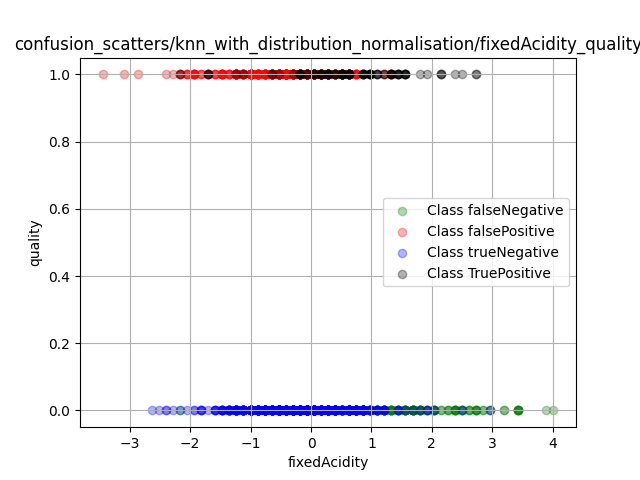 confusion_scatters/knn_with_distribution_normalisation/fixedAcidity_quality
1.0
0.8
0.6
0.4
0.2
0.0
quality
Class falseNegative
Class falsePositive
Class trueNegative
Class TruePositive
−3 −2 −1 0 1 2 3 4
fixedAcidity